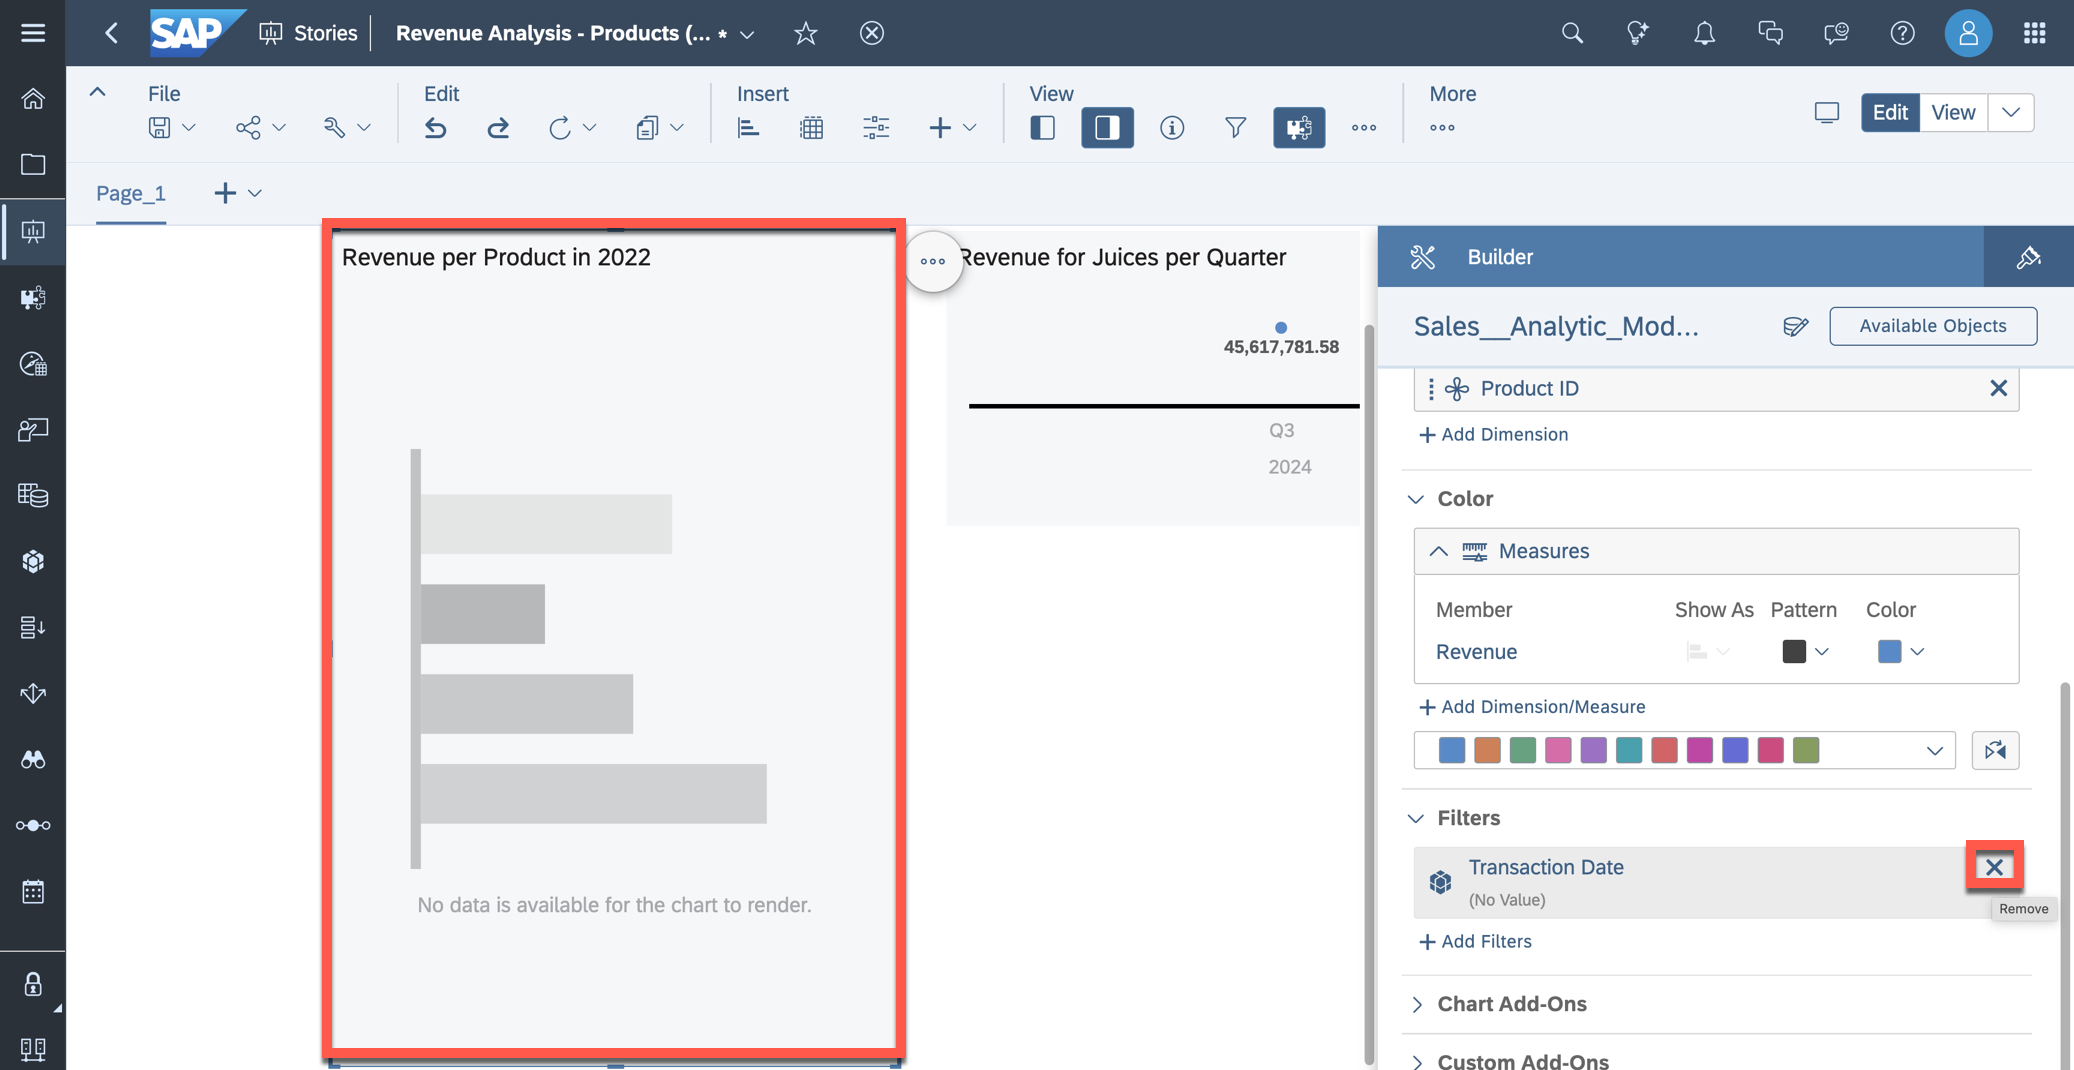 SAP
Stories
Revenue Analysis - Products (... *
File
Edit
Insert
View
More
Edit
View
Page_1
Revenue per Product in 2022
No data is available for the chart to render.
Revenue for Juices per Quarter
45,617,781.58
Q3
2024
Builder
Sales__Analytic_Mod...
Available Objects
Product ID
Add Dimension
Color
Measures
Member
Show As
Pattern
Color
Revenue
Add Dimension/Measure
Filters
Transaction Date
(No Value)
Remove
Add Filters
Chart Add-Ons
Custom Add-Ons